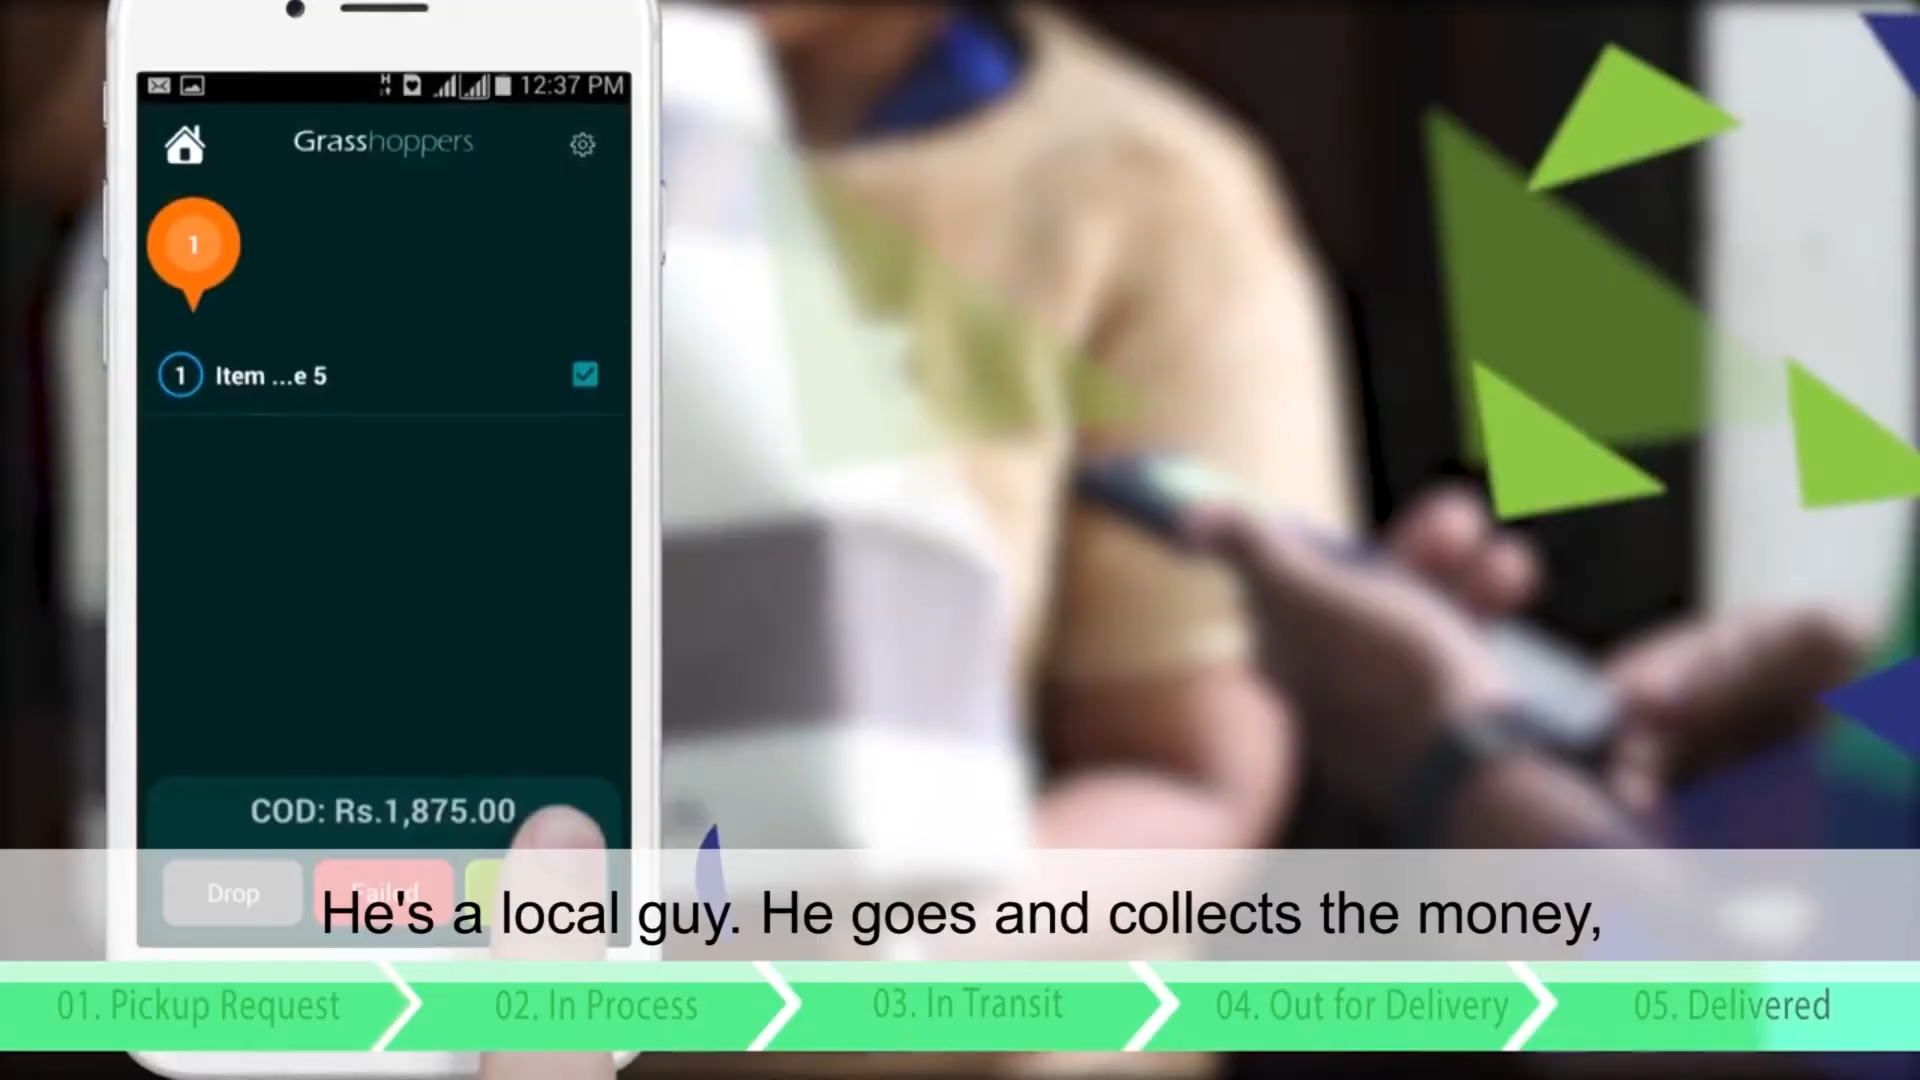 12:37 PM
Grasshoppers
1
1 Item ...e 5
COD: Rs.1,875.00
Drop Failed
He's a local guy. He goes and collects the money,
01. Pickup Request 02. In Process 03. In Transit 04. Out for Delivery 05. Delivered